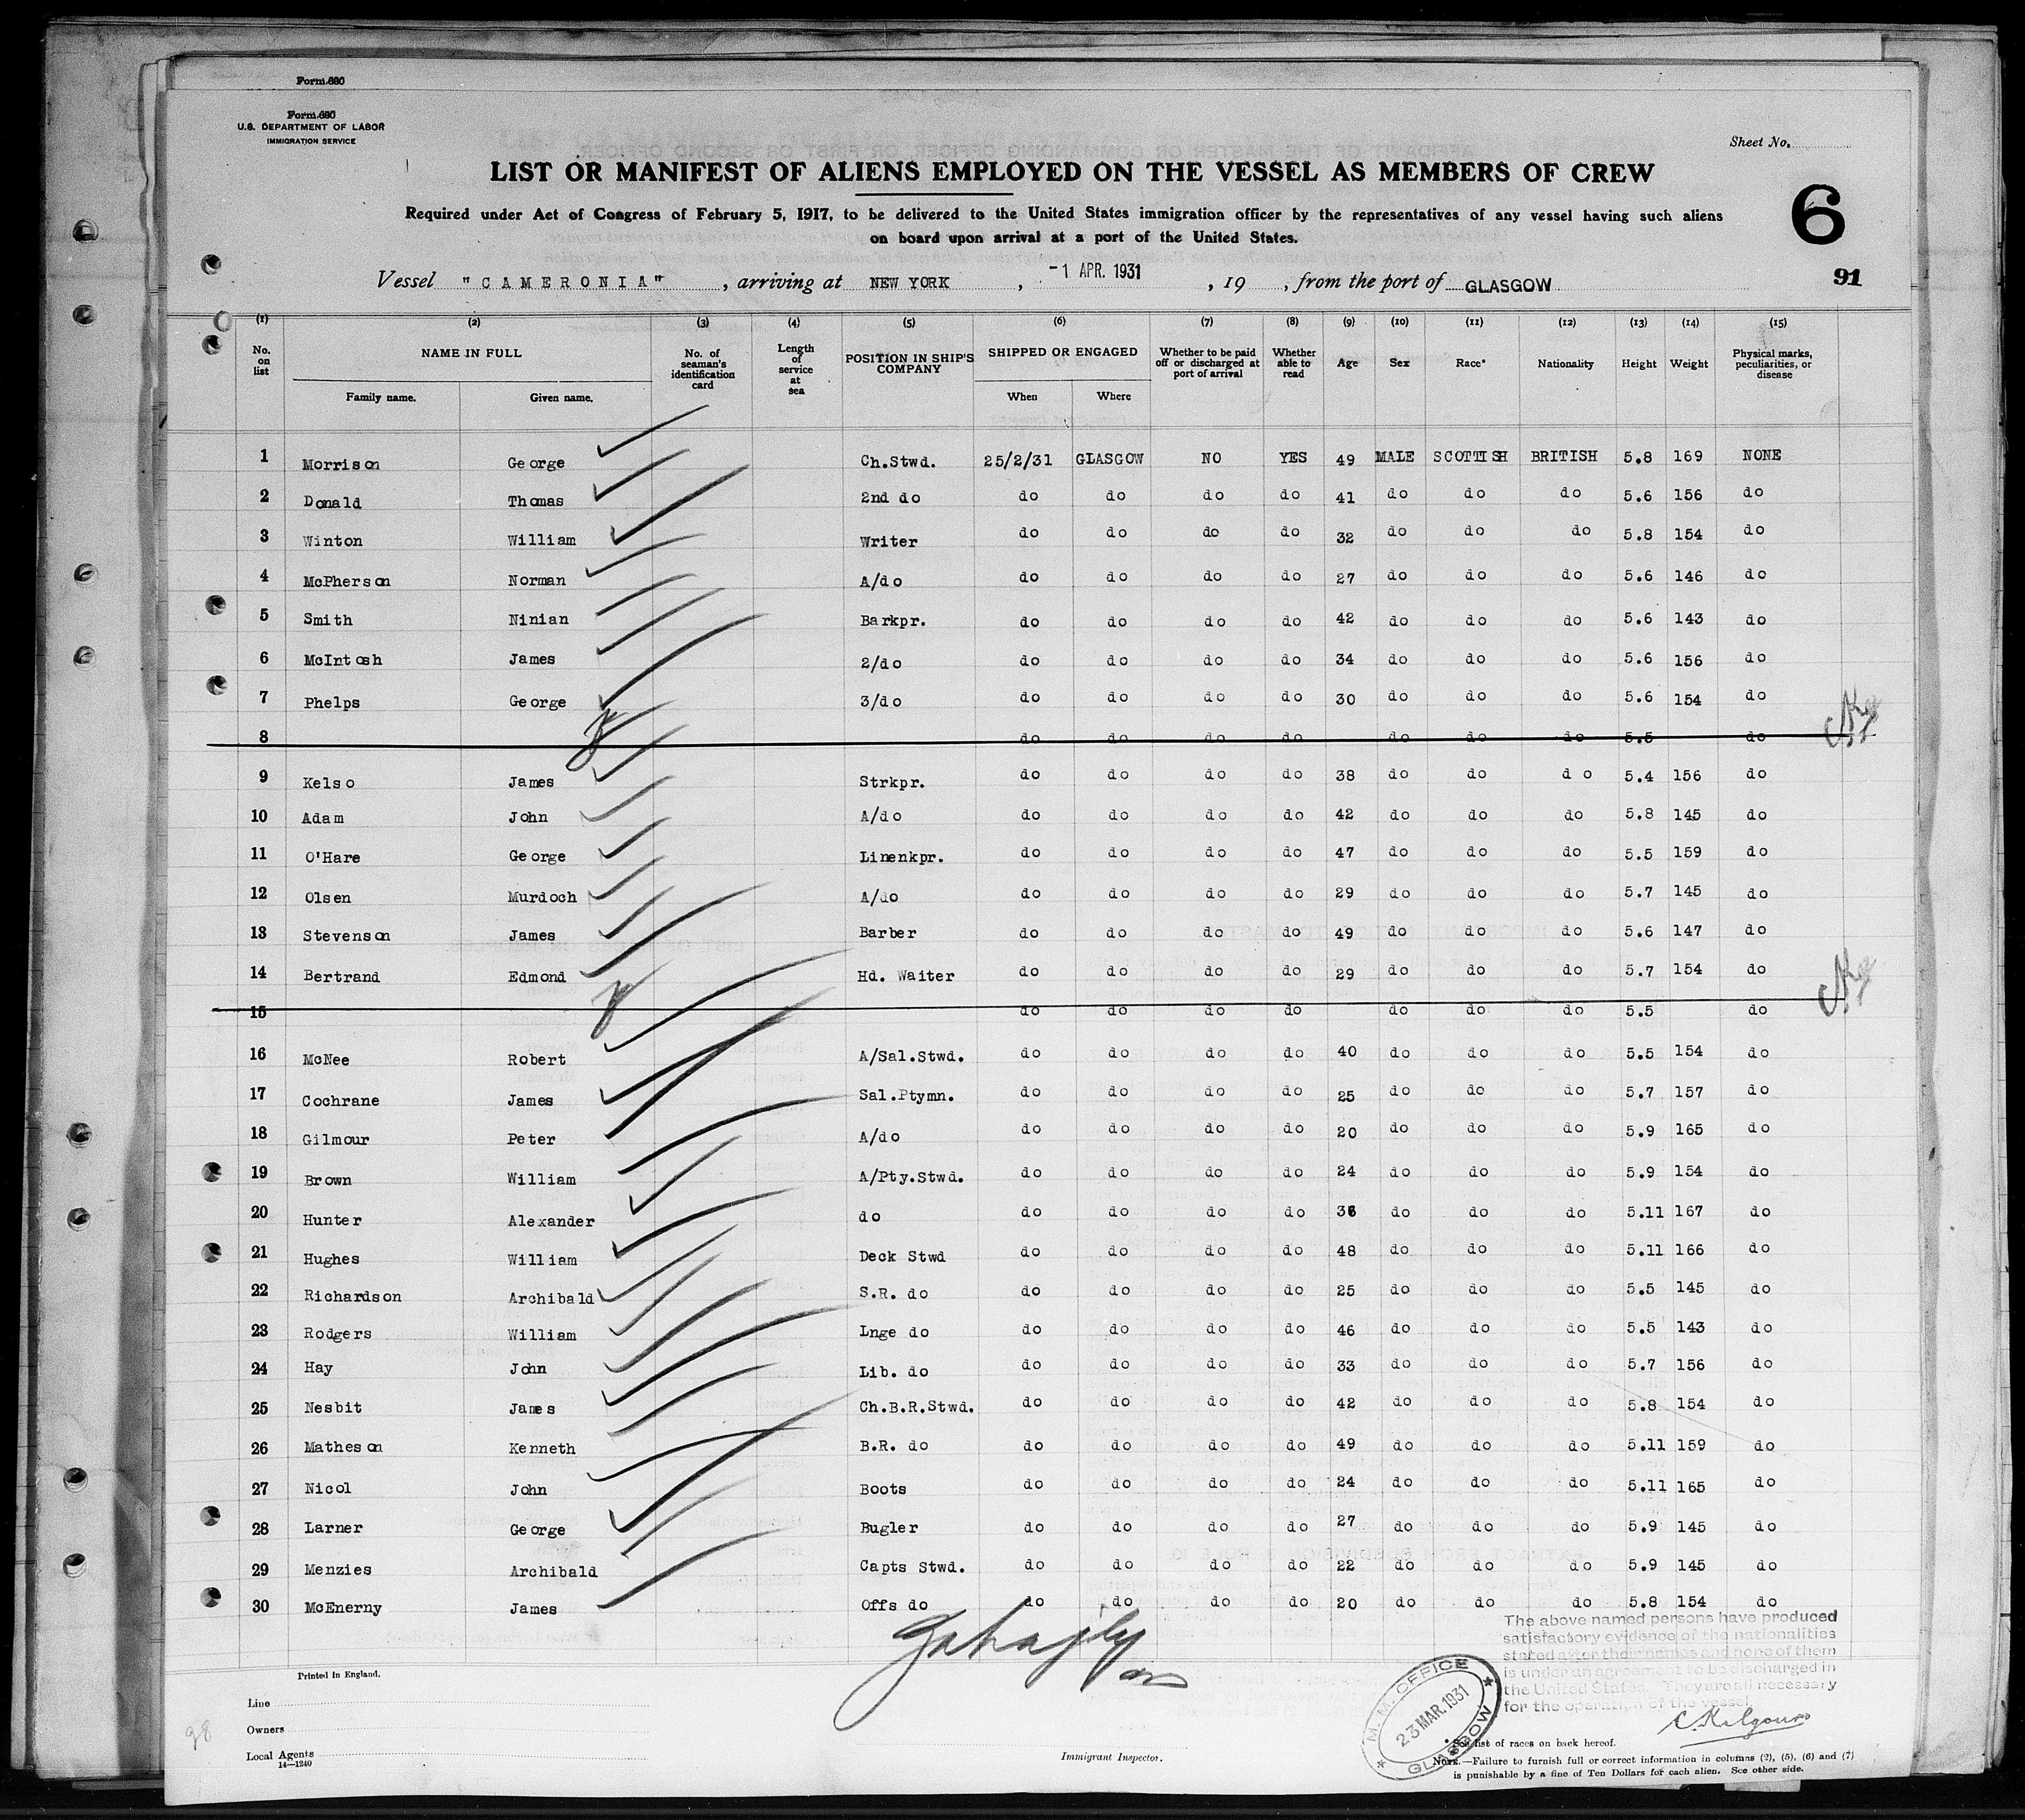 Form 680
Form 680
U.S. DEPARTMENT OF LABOR
IMMIGRATION SERVICE
Sheet No.
LIST OR MANIFEST OF ALIENS EMPLOYED ON THE VESSEL AS MEMBERS OF CREW
6
Required under Act of Congress of February 5, 1917, to be delivered to the United States immigration officer by the representatives of any vessel having such aliens
on board upon arrival at a port of the United States.
Vessel "CAMERONIA", arriving at NEW YORK, -1 APR. 1931, 19 , from the port of GLASGOW
91
(1) (2) (3) (4) (5) (6) (7) (8) (9) (10) (11) (12) (13) (14) (15)
No. on list NAME IN FULL Family name. Given name. No. of seaman's identification card Length of service at sea POSITION IN SHIP'S COMPANY SHIPPED OR ENGAGED When Where Whether to be paid off or discharged at port of arrival Whether able to read Age Sex Race* Nationality Height Weight Physical marks, peculiarities, or disease
1 Morrison George Ch.Stwd. 25/2/31 GLASGOW NO YES 49 MALE SCOTTISH BRITISH 5.8 169 NONE
2 Donald Thomas 2nd do do do do do 41 do do do 5.6 156 do
3 Winton William Writer do do do do 32 do do do 5.8 154 do
4 McPherson Norman A/do do do do do 27 do do do 5.6 146 do
5 Smith Ninian Barkpr. do do do do 42 do do do 5.6 143 do
6 McIntosh James 2/do do do do do 34 do do do 5.6 156 do
7 Phelps George 3/do do do do do 30 do do do 5.6 154 do
8 do do do do do do do 5.5 do
9 Kelso James Strkpr. do do do do 38 do do do 5.4 156 do
10 Adam John A/do do do do do 42 do do do 5.8 145 do
11 O'Hare George Linenkpr. do do do do 47 do do do 5.5 159 do
12 Olsen Murdoch A/do do do do do 29 do do do 5.7 145 do
13 Stevenson James Barber do do do do 49 do do do 5.6 147 do
14 Bertrand Edmond Hd. Waiter do do do do 29 do do do 5.7 154 do
15 do do do do do do do 5.5 do
16 McNee Robert A/Sal.Stwd. do do do do 40 do do do 5.5 154 do
17 Cochrane James Sal.Ptymn. do do do do 25 do do do 5.7 157 do
18 Gilmour Peter A/do do do do do 20 do do do 5.9 165 do
19 Brown William A/Pty.Stwd. do do do do 24 do do do 5.9 154 do
20 Hunter Alexander do do do do do 36 do do do 5.11 167 do
21 Hughes William Deck Stwd do do do do 48 do do do 5.11 166 do
22 Richardson Archibald S.R. do do do do do 25 do do do 5.5 145 do
23 Rodgers William Lnge do do do do do 46 do do do 5.5 143 do
24 Hay John Lib. do do do do do 33 do do do 5.7 156 do
25 Nesbit James Ch.B.R.Stwd. do do do do 42 do do do 5.8 154 do
26 Matheson Kenneth B.R. do do do do do 49 do do do 5.11 159 do
27 Nicol John Boots do do do do 24 do do do 5.11 165 do
28 Larner George Bugler do do do do 27 do do do 5.9 145 do
29 Menzies Archibald Capts Stwd. do do do do 22 do do do 5.9 145 do
30 McEnerny James Offs do do do do do 20 do do do 5.8 154 do
The above named persons have produced
satisfactory evidence of the nationalities
stated after their names and none of them
is under an agreement to be discharged in
the United States. They are all necessary
for the operation of the vessel.
C. Kilgour
M. M. OFFICE
23 MAR. 1931
GLASGOW
Printed in England.
Line
Owners
Local Agents
14—1240
98
Immigrant Inspector.
* See list of races on back hereof.
NOTE.—Failure to furnish full or correct information in columns (2), (5), (6) and (7)
is punishable by a fine of Ten Dollars for each alien. See other side.